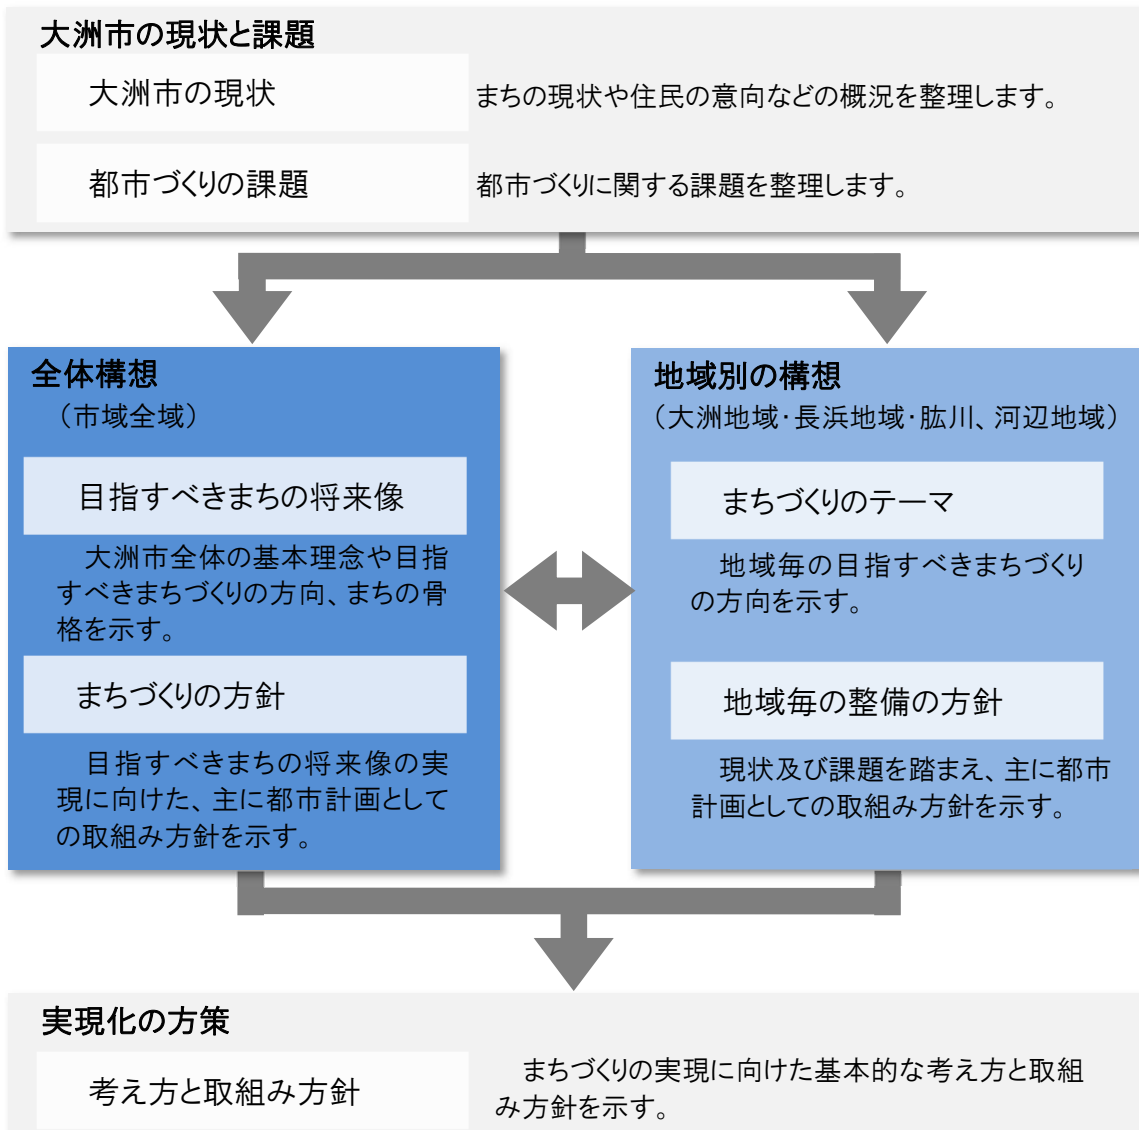 大洲市の現状と課題
大洲市の現状
まちの現状や住民の意向などの概況を整理します。
都市づくりの課題
都市づくりに関する課題を整理します。
全体構想
（市域全域）
目指すべきまちの将来像
大洲市全体の基本理念や目指
すべきまちづくりの方向、まちの骨
格を示す。
まちづくりの方針
目指すべきまちの将来像の実
現に向けた、主に都市計画として
の取組み方針を示す。
地域別の構想
（大洲地域・長浜地域・肱川、河辺地域）
まちづくりのテーマ
地域毎の目指すべきまちづくり
の方向を示す。
地域毎の整備の方針
現状及び課題を踏まえ、主に都市
計画としての取組み方針を示す。
実現化の方策
考え方と取組み方針
まちづくりの実現に向けた基本的な考え方と取組
み方針を示す。